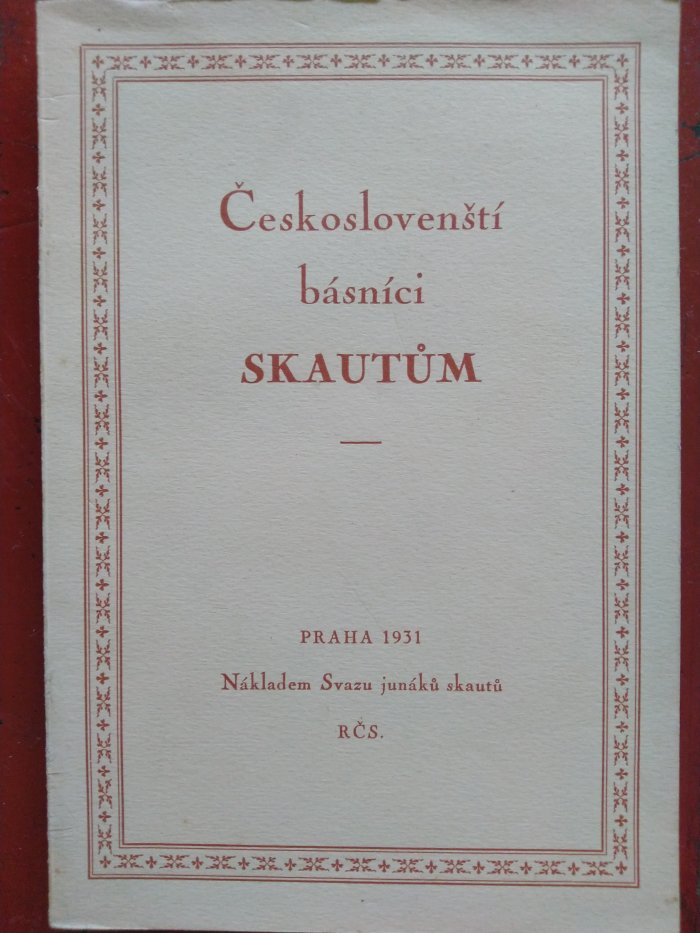 Českoslovenští
básníci
SKAUTŮM
PRAHA 1931
Nákladem Svazu junáků skautů
RČS.